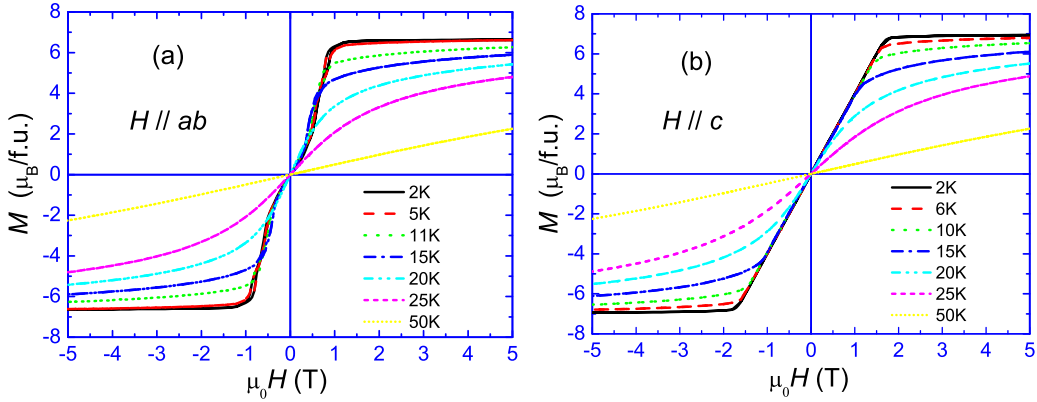 (a)
H // ab
M (μB/f.u.)
8
6
4
2
0
-2
-4
-6
-8
2K
5K
11K
15K
20K
25K
50K
-5 -4 -3 -2 -1 0 1 2 3 4 5
μ0H (T)
(b)
H // c
M (μB/f.u.)
8
6
4
2
0
-2
-4
-6
-8
2K
6K
10K
15K
20K
25K
50K
-5 -4 -3 -2 -1 0 1 2 3 4 5
μ0H (T)